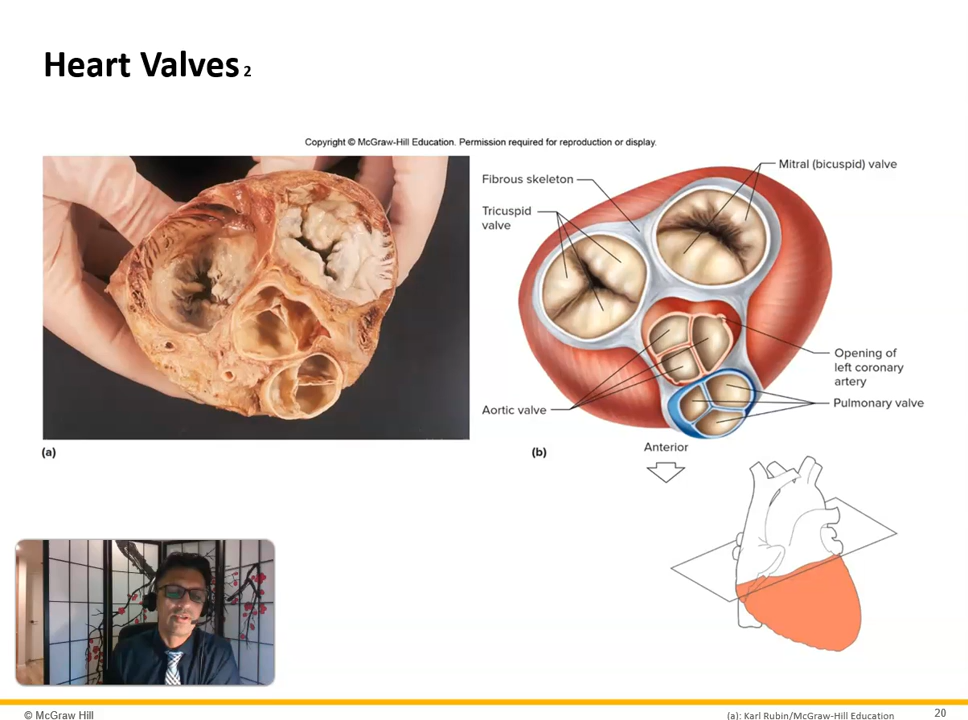 Heart Valves 2
Copyright © McGraw-Hill Education. Permission required for reproduction or display.
Mitral (bicuspid) valve
Fibrous skeleton
Tricuspid
valve
Opening of
left coronary
artery
Aortic valve
Pulmonary valve
(a)
(b)
Anterior
© McGraw Hill
(a): Karl Rubin/McGraw-Hill Education
20